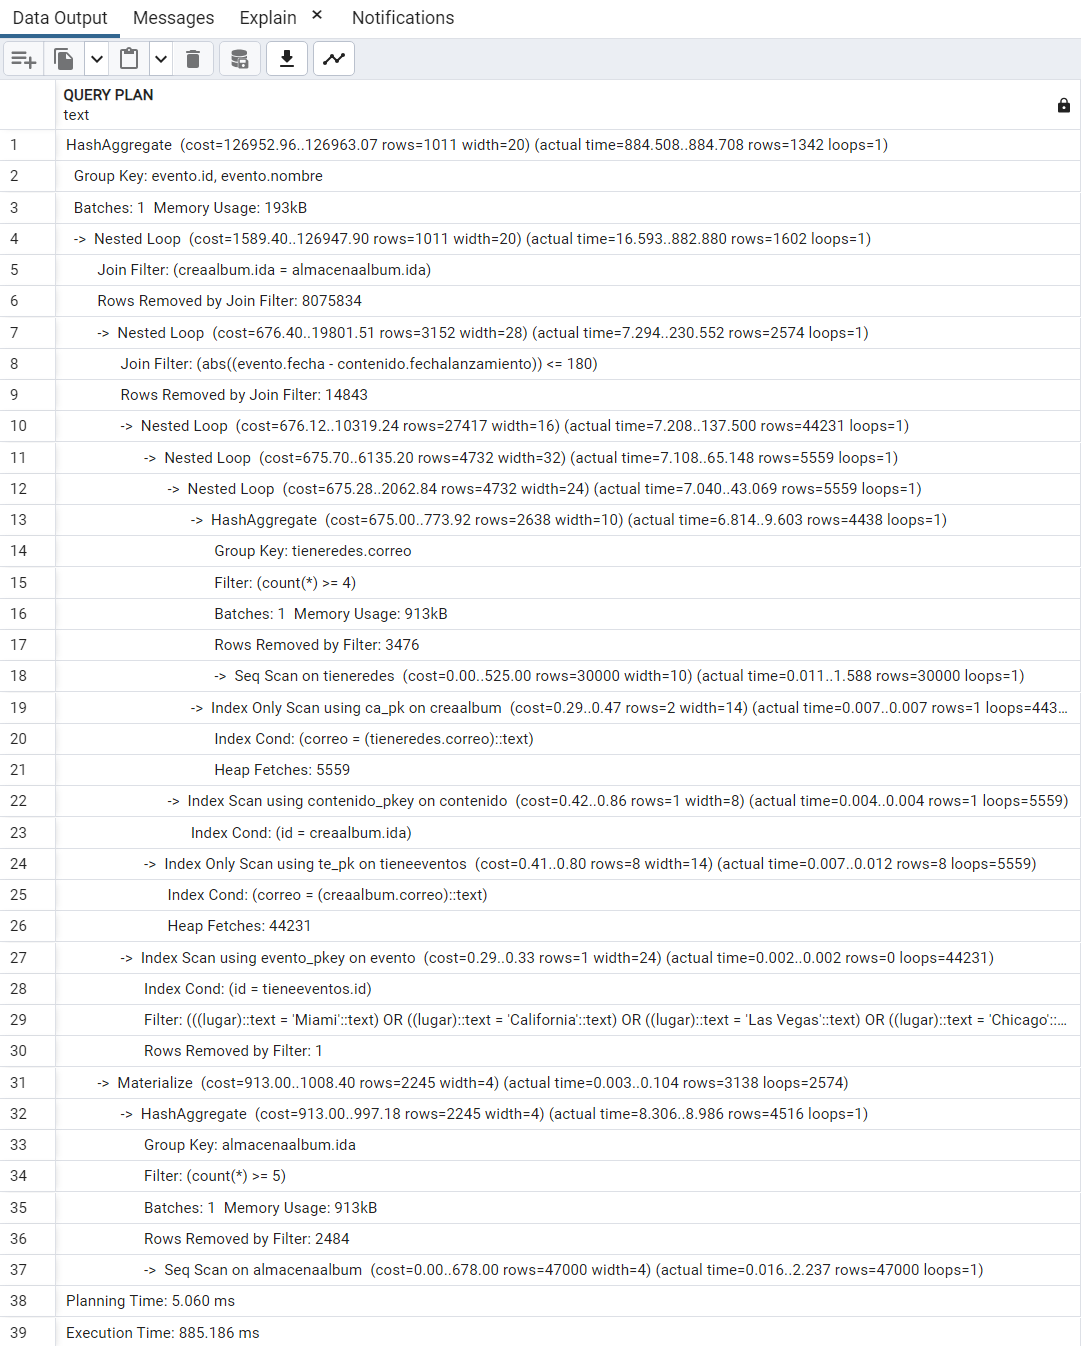 Data Output Messages Explain × Notifications
QUERY PLAN
text
1 HashAggregate (cost=126952.96..126963.07 rows=1011 width=20) (actual time=884.508..884.708 rows=1342 loops=1)
2 Group Key: evento.id, evento.nombre
3 Batches: 1 Memory Usage: 193kB
4 -> Nested Loop (cost=1589.40..126947.90 rows=1011 width=20) (actual time=16.593..882.880 rows=1602 loops=1)
5 Join Filter: (creaalbum.ida = almacenaalbum.ida)
6 Rows Removed by Join Filter: 8075834
7 -> Nested Loop (cost=676.40..19801.51 rows=3152 width=28) (actual time=7.294..230.552 rows=2574 loops=1)
8 Join Filter: (abs((evento.fecha - contenido.fechalanzamiento)) <= 180)
9 Rows Removed by Join Filter: 14843
10 -> Nested Loop (cost=676.12..10319.24 rows=27417 width=16) (actual time=7.208..137.500 rows=44231 loops=1)
11 -> Nested Loop (cost=675.70..6135.20 rows=4732 width=32) (actual time=7.108..65.148 rows=5559 loops=1)
12 -> Nested Loop (cost=675.28..2062.84 rows=4732 width=24) (actual time=7.040..43.069 rows=5559 loops=1)
13 -> HashAggregate (cost=675.00..773.92 rows=2638 width=10) (actual time=6.814..9.603 rows=4438 loops=1)
14 Group Key: tieneredes.correo
15 Filter: (count(*) >= 4)
16 Batches: 1 Memory Usage: 913kB
17 Rows Removed by Filter: 3476
18 -> Seq Scan on tieneredes (cost=0.00..525.00 rows=30000 width=10) (actual time=0.011..1.588 rows=30000 loops=1)
19 -> Index Only Scan using ca_pk on creaalbum (cost=0.29..0.47 rows=2 width=14) (actual time=0.007..0.007 rows=1 loops=443...
20 Index Cond: (correo = (tieneredes.correo)::text)
21 Heap Fetches: 5559
22 -> Index Scan using contenido_pkey on contenido (cost=0.42..0.86 rows=1 width=8) (actual time=0.004..0.004 rows=1 loops=5559)
23 Index Cond: (id = creaalbum.ida)
24 -> Index Only Scan using te_pk on tieneeventos (cost=0.41..0.80 rows=8 width=14) (actual time=0.007..0.012 rows=8 loops=5559)
25 Index Cond: (correo = (creaalbum.correo)::text)
26 Heap Fetches: 44231
27 -> Index Scan using evento_pkey on evento (cost=0.29..0.33 rows=1 width=24) (actual time=0.002..0.002 rows=0 loops=44231)
28 Index Cond: (id = tieneeventos.id)
29 Filter: (((lugar)::text = 'Miami'::text) OR ((lugar)::text = 'California'::text) OR ((lugar)::text = 'Las Vegas'::text) OR ((lugar)::text = 'Chicago'::...
30 Rows Removed by Filter: 1
31 -> Materialize (cost=913.00..1008.40 rows=2245 width=4) (actual time=0.003..0.104 rows=3138 loops=2574)
32 -> HashAggregate (cost=913.00..997.18 rows=2245 width=4) (actual time=8.306..8.986 rows=4516 loops=1)
33 Group Key: almacenaalbum.ida
34 Filter: (count(*) >= 5)
35 Batches: 1 Memory Usage: 913kB
36 Rows Removed by Filter: 2484
37 -> Seq Scan on almacenaalbum (cost=0.00..678.00 rows=47000 width=4) (actual time=0.016..2.237 rows=47000 loops=1)
38 Planning Time: 5.060 ms
39 Execution Time: 885.186 ms